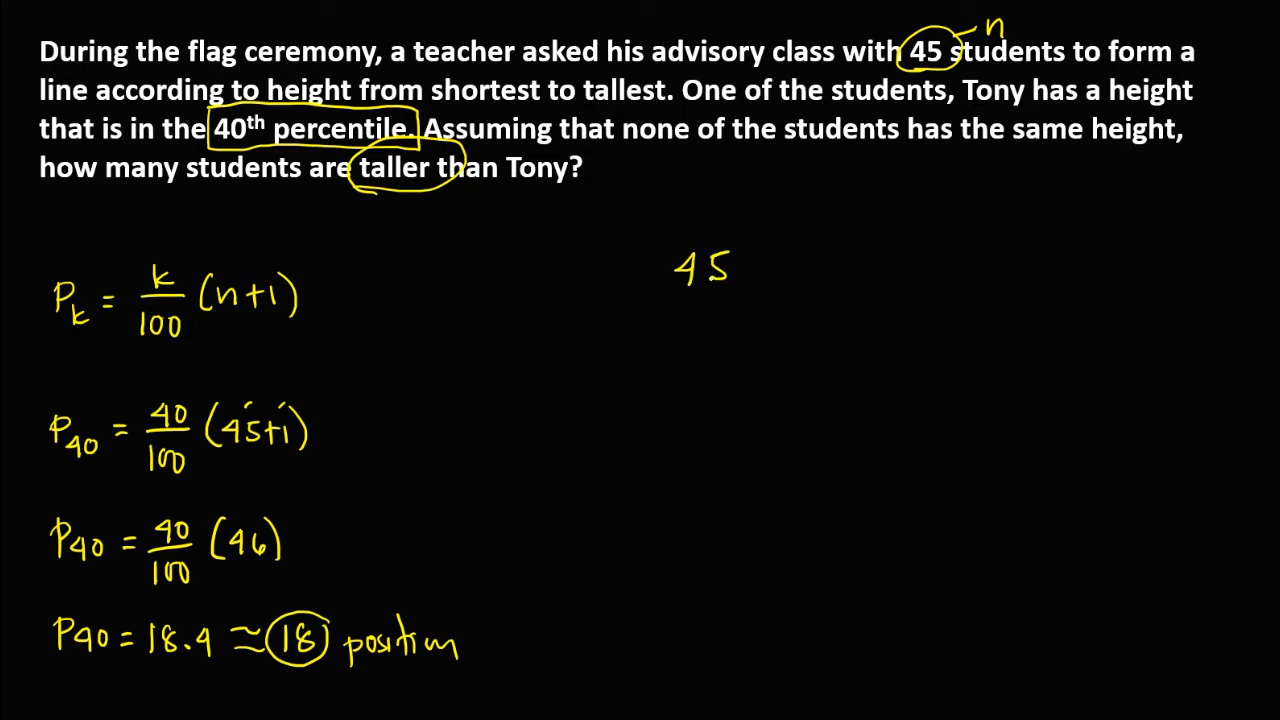 During the flag ceremony, a teacher asked his advisory class with 45 students to form a
line according to height from shortest to tallest. One of the students, Tony has a height
that is in the 40th percentile. Assuming that none of the students has the same height,
how many students are taller than Tony?
n
45
Pk = k/100 (n+1)
P40 = 40/100 (45+1)
P40 = 40/100 (46)
P40 = 18.4 ≈ 18 position